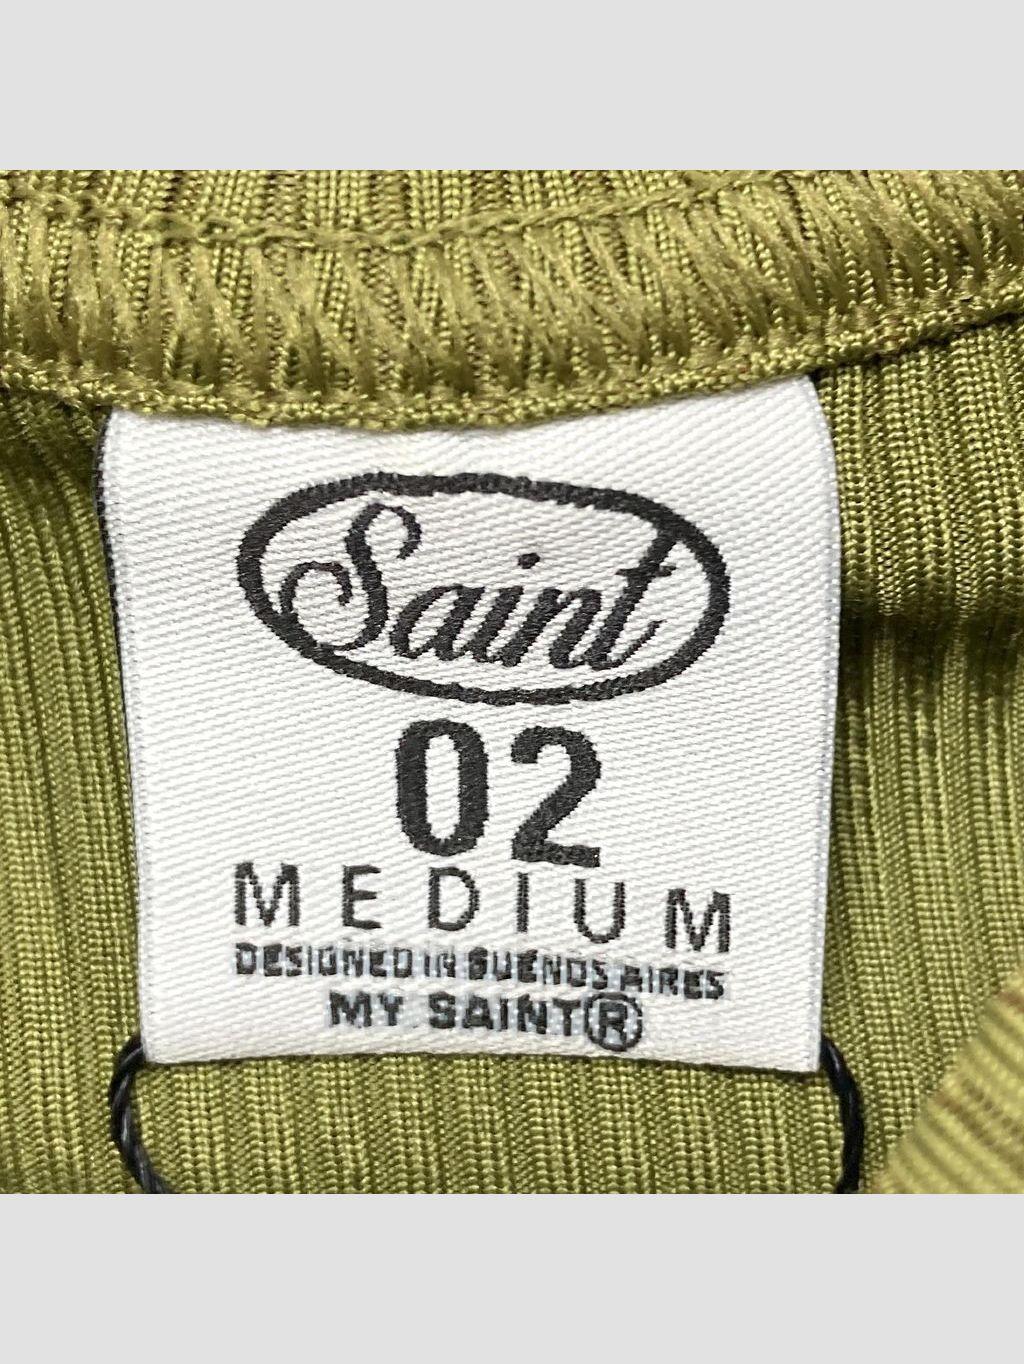 Saint
02
MEDIUM
DESIGNED IN BUENOS AIRES
MY SAINT®